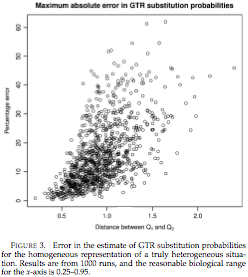 Maximum absolute error in GTR substitution probabilities
Percentage error
60
50
40
30
20
10
0
0.5
1.0
1.5
2.0
Distance between Q₁ and Q₂
FIGURE 3. Error in the estimate of GTR substitution probabilities
for the homogeneous representation of a truly heterogeneous situa-
tion. Results are from 1000 runs, and the reasonable biological range
for the x-axis is 0.25–0.95.